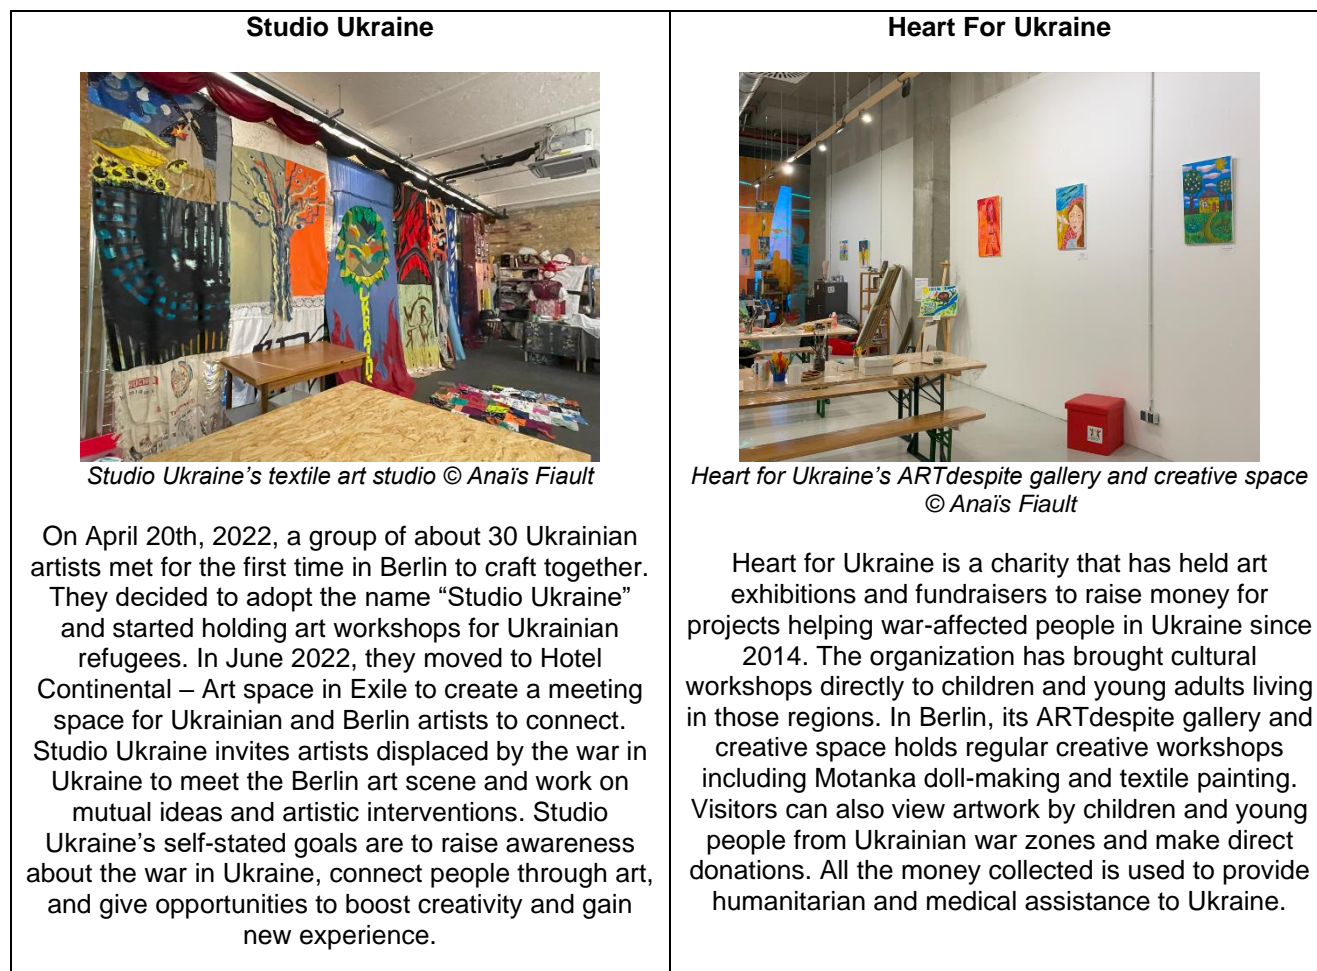 Studio Ukraine
Studio Ukraine’s textile art studio © Anaïs Fiault
On April 20th, 2022, a group of about 30 Ukrainian
artists met for the first time in Berlin to craft together.
They decided to adopt the name “Studio Ukraine”
and started holding art workshops for Ukrainian
refugees. In June 2022, they moved to Hotel
Continental – Art space in Exile to create a meeting
space for Ukrainian and Berlin artists to connect.
Studio Ukraine invites artists displaced by the war in
Ukraine to meet the Berlin art scene and work on
mutual ideas and artistic interventions. Studio
Ukraine’s self-stated goals are to raise awareness
about the war in Ukraine, connect people through art,
and give opportunities to boost creativity and gain
new experience.
Heart For Ukraine
Heart for Ukraine’s ARTdespite gallery and creative space
© Anaïs Fiault
Heart for Ukraine is a charity that has held art
exhibitions and fundraisers to raise money for
projects helping war-affected people in Ukraine since
2014. The organization has brought cultural
workshops directly to children and young adults living
in those regions. In Berlin, its ARTdespite gallery and
creative space holds regular creative workshops
including Motanka doll-making and textile painting.
Visitors can also view artwork by children and young
people from Ukrainian war zones and make direct
donations. All the money collected is used to provide
humanitarian and medical assistance to Ukraine.